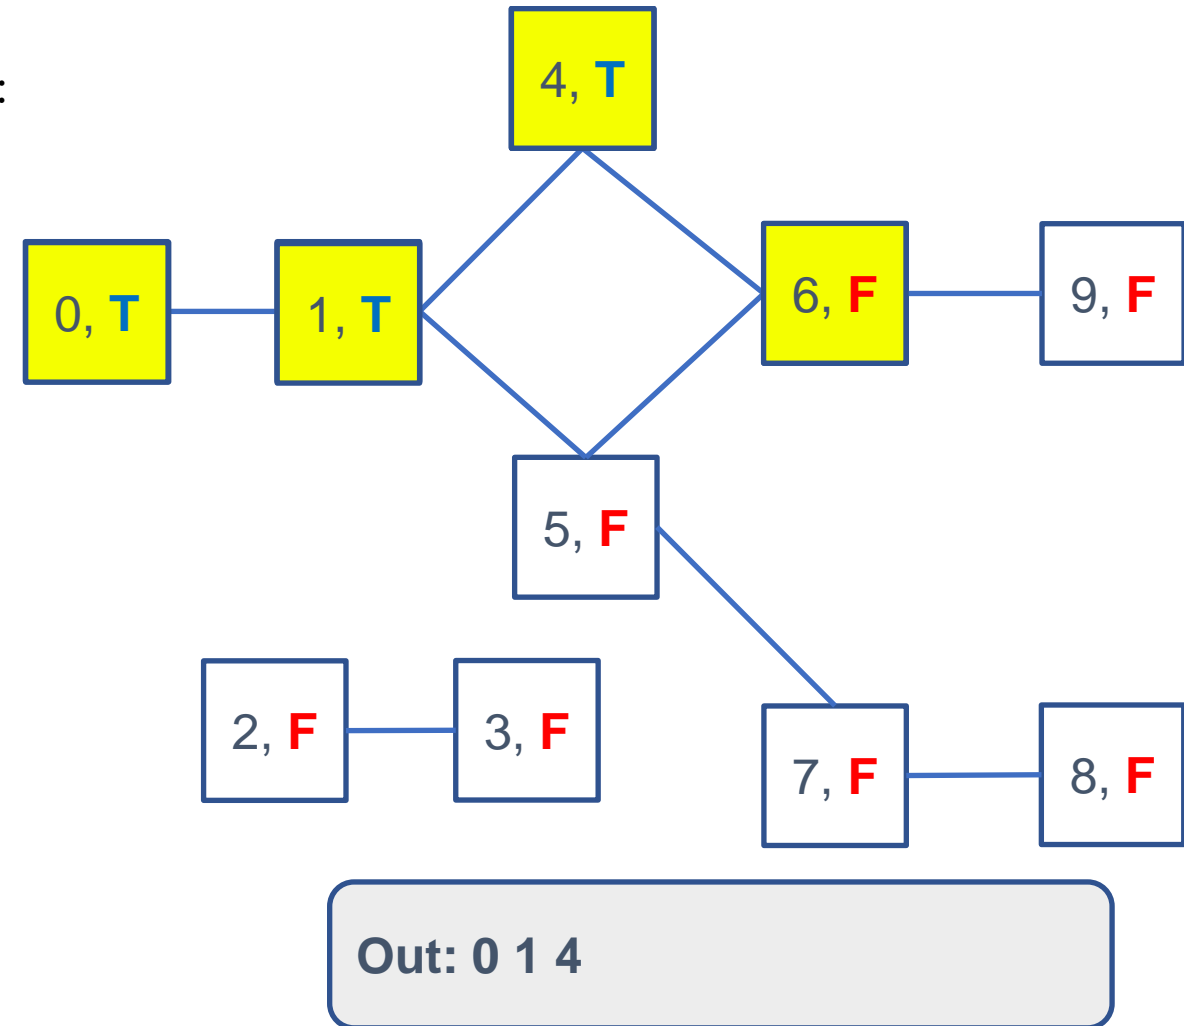 :
4, T
0, T
1, T
6, F
9, F
5, F
2, F
3, F
7, F
8, F
Out: 0 1 4